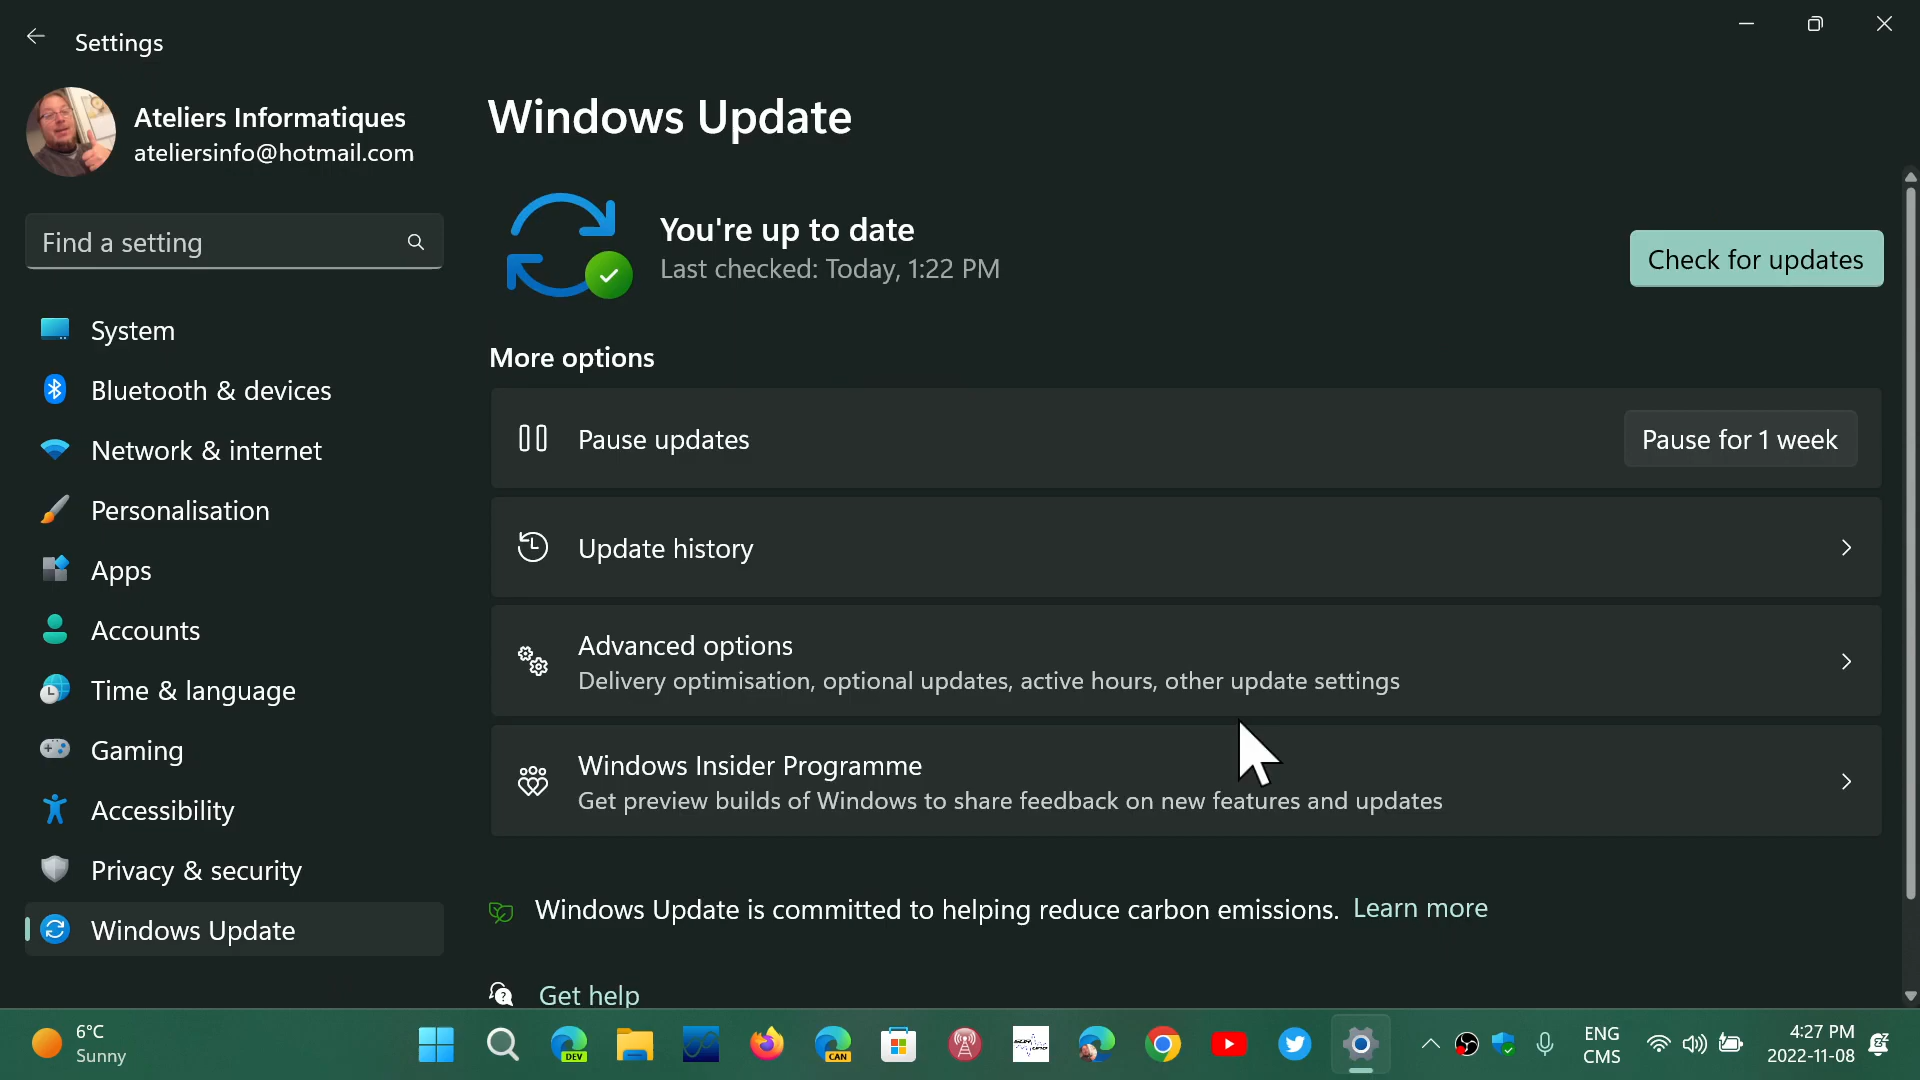 Settings
Ateliers Informatiques
ateliersinfo@hotmail.com
Find a setting
System
Bluetooth & devices
Network & internet
Personalisation
Apps
Accounts
Time & language
Gaming
Accessibility
Privacy & security
Windows Update
Windows Update
You're up to date
Last checked: Today, 1:22 PM
Check for updates
More options
Pause updates
Pause for 1 week
Update history
Advanced options
Delivery optimisation, optional updates, active hours, other update settings
Windows Insider Programme
Get preview builds of Windows to share feedback on new features and updates
Windows Update is committed to helping reduce carbon emissions. Learn more
Get help
6°C
Sunny
DEV
CAN
ENG
CMS
4:27 PM
2022-11-08